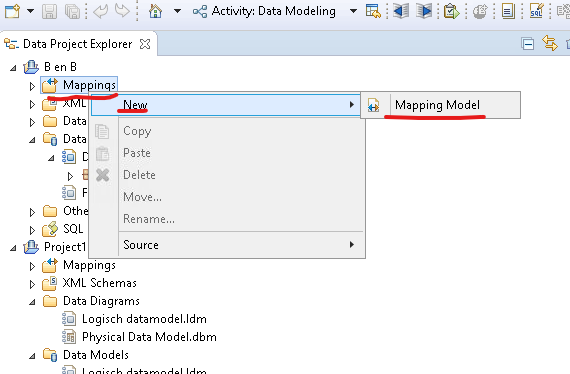 Activity: Data Modeling
Data Project Explorer
B en B
Mappings
New
Mapping Model
XML
Copy
Data
Paste
Data
Delete
D
Move...
F
Rename...
Othe
SQL
Source
Project1
Mappings
XML Schemas
Data Diagrams
Logisch datamodel.ldm
Physical Data Model.dbm
Data Models
Logisch datamodel.ldm